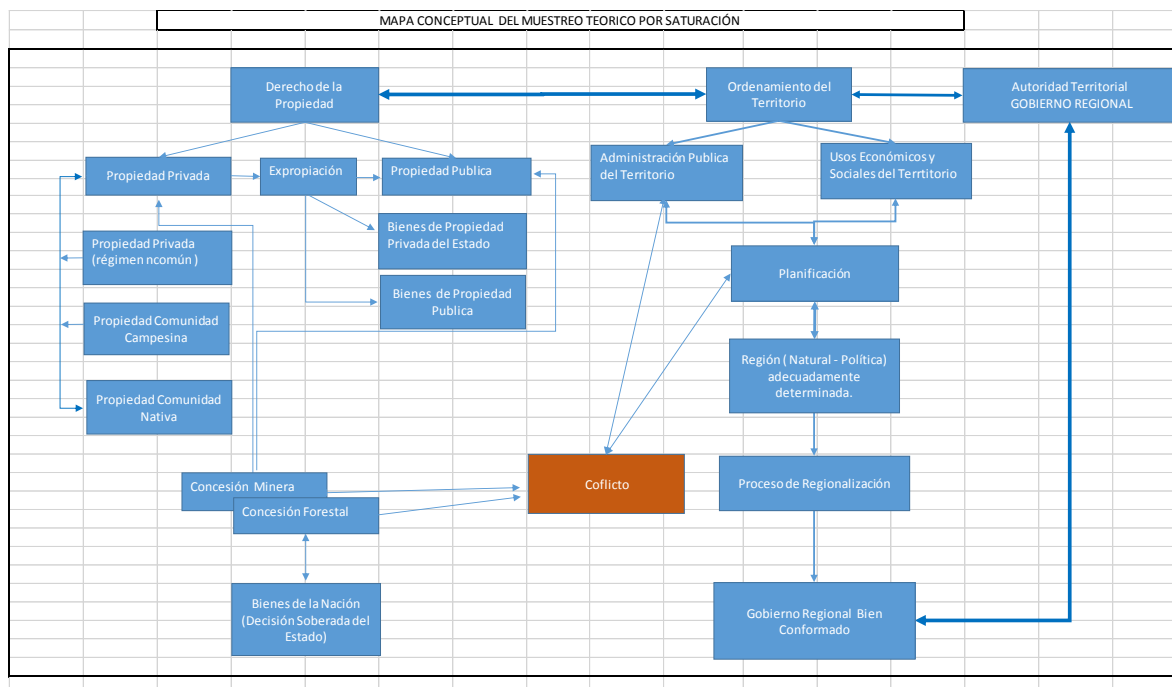 MAPA CONCEPTUAL DEL MUESTREO TEORICO POR SATURACIÓN
Derecho de la
Propiedad
Ordenamiento del
Territorio
Autoridad Territorial
GOBIERNO REGIONAL
Propiedad Privada
Expropiación
Propiedad Publica
Administración Publica
del Territorio
Usos Económicos y
Sociales del Terrtitorio
Bienes de Propiedad
Privada del Estado
Propiedad Privada
(régimen ncomún )
Planificación
Bienes de Propiedad
Publica
Propiedad Comunidad
Campesina
Región ( Natural - Política)
adecuadamente
determinada.
Propiedad Comunidad
Nativa
Concesión Minera
Concesión Forestal
Coflicto
Proceso de Regionalización
Bienes de la Nación
(Decisión Soberada del
Estado)
Gobierno Regional Bien
Conformado